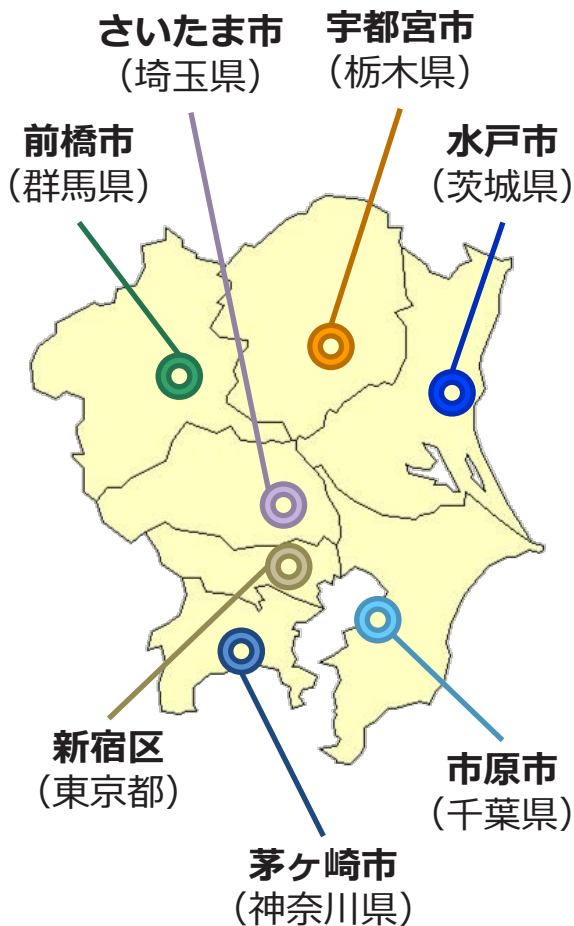 さいたま市
（埼玉県）
宇都宮市
（栃木県）
前橋市
（群馬県）
水戸市
（茨城県）
新宿区
（東京都）
市原市
（千葉県）
茅ヶ崎市
（神奈川県）